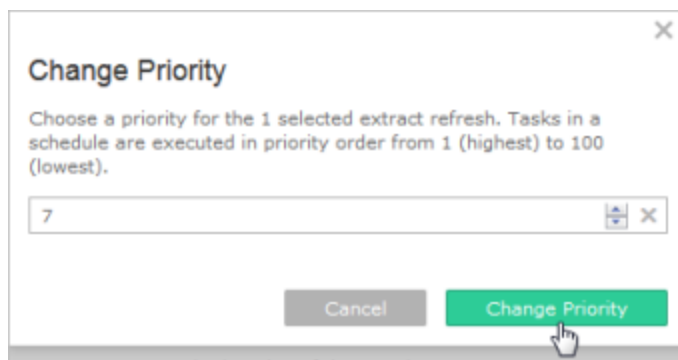 Change Priority
Choose a priority for the 1 selected extract refresh. Tasks in a
schedule are executed in priority order from 1 (highest) to 100
(lowest).
7
Cancel Change Priority